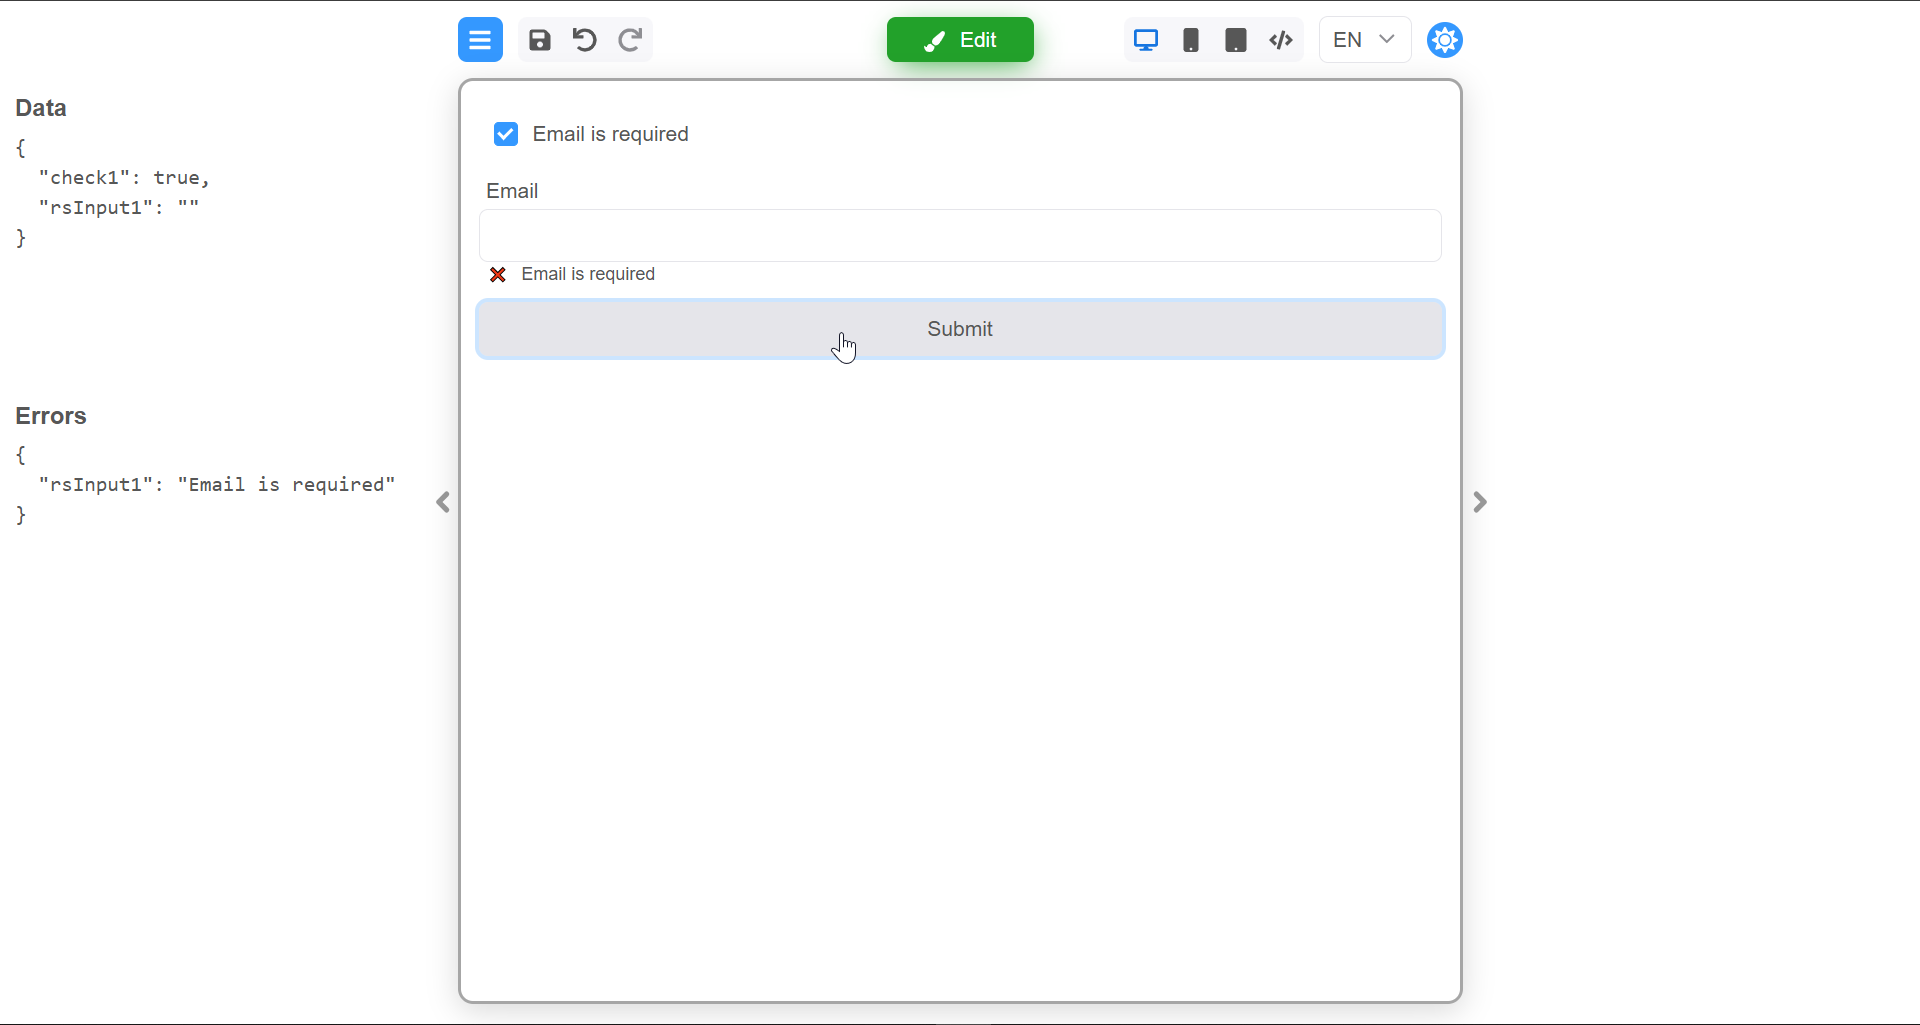 Edit
EN
Data
{
"check1": true,
"rsInput1": ""
}
Errors
{
"rsInput1": "Email is required"
}
Email is required
Email
Email is required
Submit